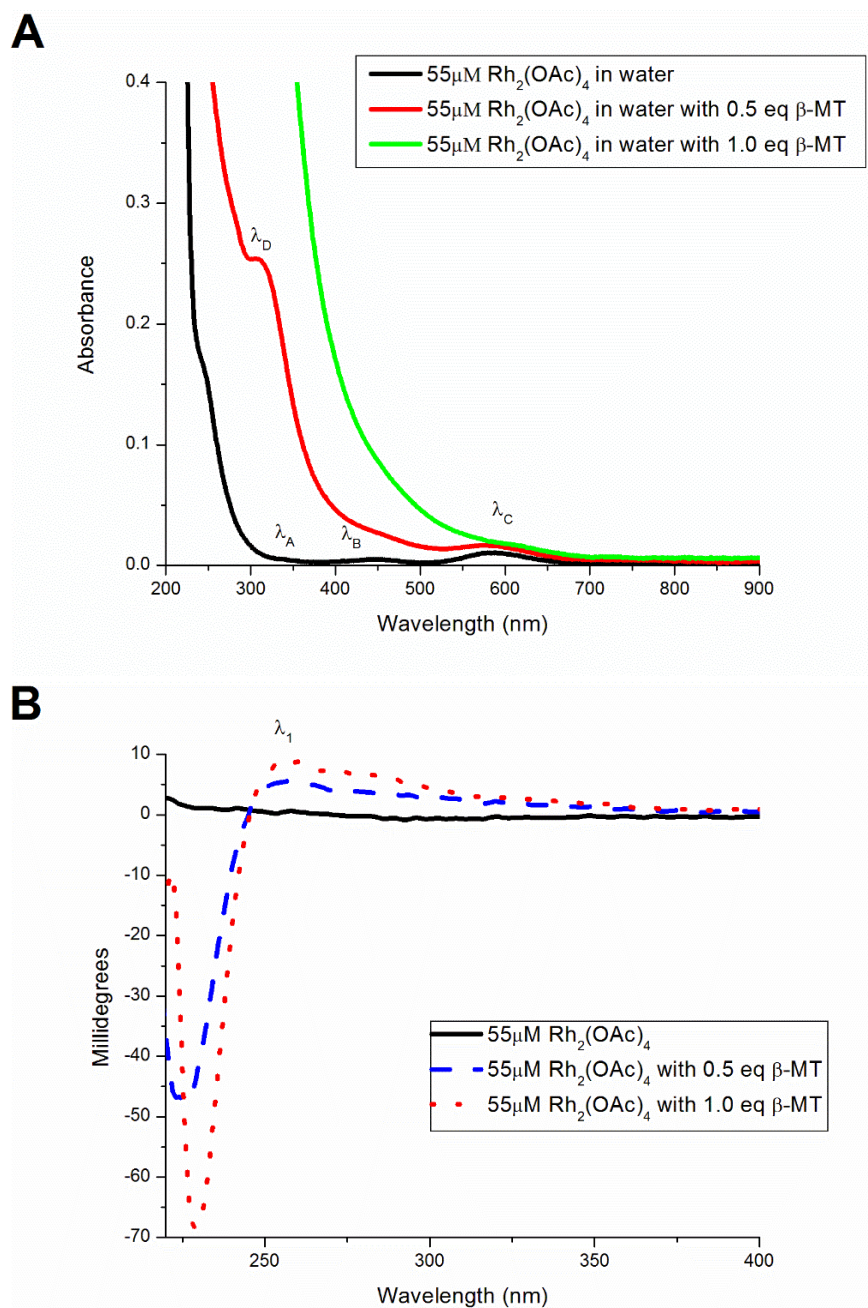 A
0.4
0.3
0.2
0.1
0.0
Absorbance
55μM Rh₂(OAc)₄ in water
55μM Rh₂(OAc)₄ in water with 0.5 eq β-MT
55μM Rh₂(OAc)₄ in water with 1.0 eq β-MT
λD
λA
λB
λC
200 300 400 500 600 700 800 900
Wavelength (nm)
B
λ₁
10
0
-10
-20
-30
-40
-50
-60
-70
Millidegrees
55μM Rh₂(OAc)₄
55μM Rh₂(OAc)₄ with 0.5 eq β-MT
55μM Rh₂(OAc)₄ with 1.0 eq β-MT
250 300 350 400
Wavelength (nm)